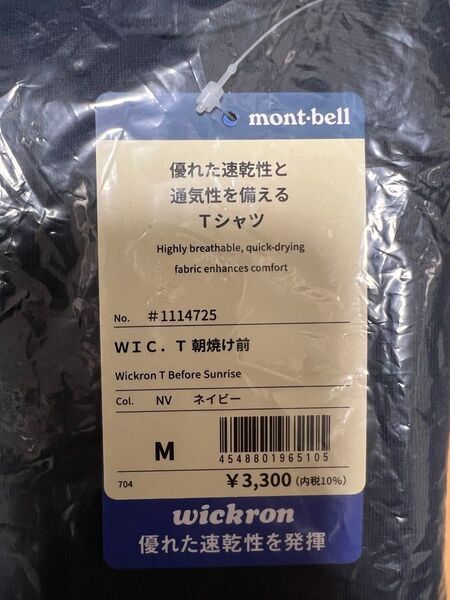 mont-bell
優れた速乾性と
通気性を備える
Tシャツ
Highly breathable, quick-drying
fabric enhances comfort
No. #1114725
ＷＩＣ．Ｔ 朝焼け前
Wickron T Before Sunrise
Col. NV ネイビー
M
4548801965105
704
¥3,300 (内税10%)
wickron
優れた速乾性を発揮